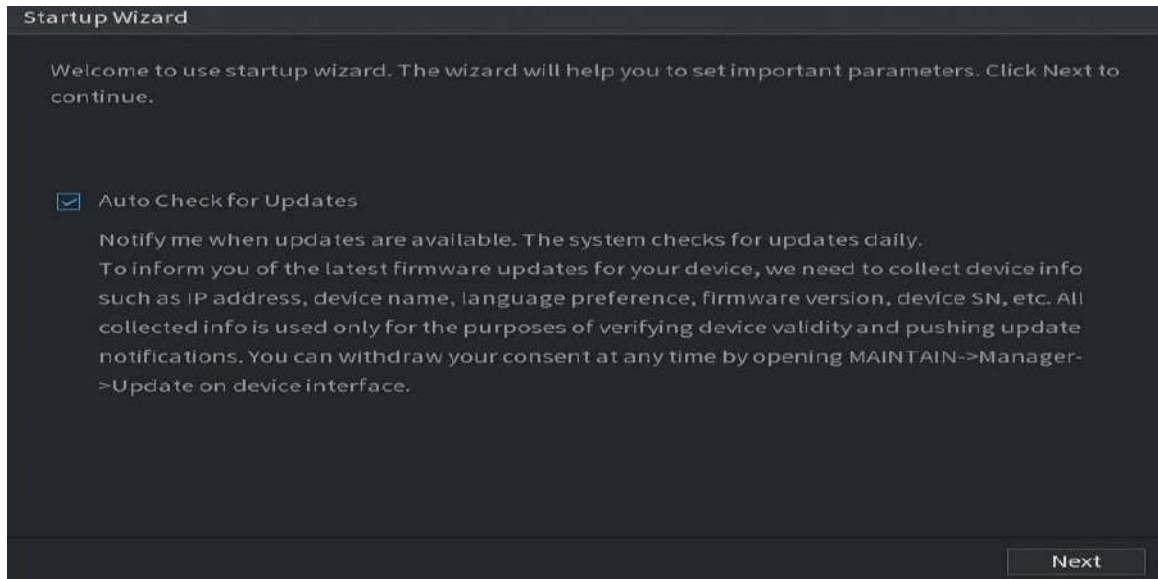 Startup Wizard
Welcome to use startup wizard. The wizard will help you to set important parameters. Click Next to
continue.
Auto Check for Updates
Notify me when updates are available. The system checks for updates daily.
To inform you of the latest firmware updates for your device, we need to collect device info
such as IP address, device name, language preference, firmware version, device SN, etc. All
collected info is used only for the purposes of verifying device validity and pushing update
notifications. You can withdraw your consent at any time by opening MAINTAIN->Manager-
>Update on device interface.
Next